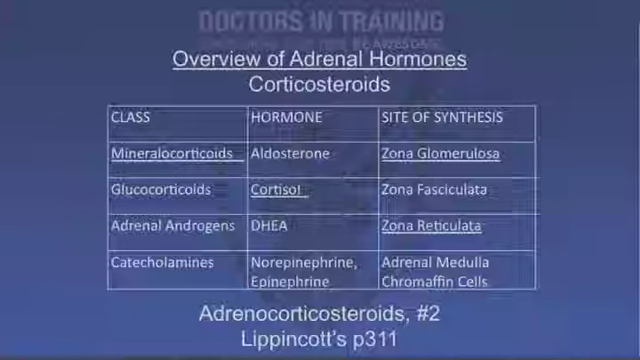 DOCTORS IN TRAINING
Overview of Adrenal Hormones
Corticosteroids
CLASS HORMONE SITE OF SYNTHESIS
Mineralocorticoids Aldosterone Zona Glomerulosa
Glucocorticoids Cortisol Zona Fasciculata
Adrenal Androgens DHEA Zona Reticulata
Catecholamines Norepinephrine, Adrenal Medulla
Epinephrine Chromaffin Cells
Adrenocorticosteroids, #2
Lippincott's p311